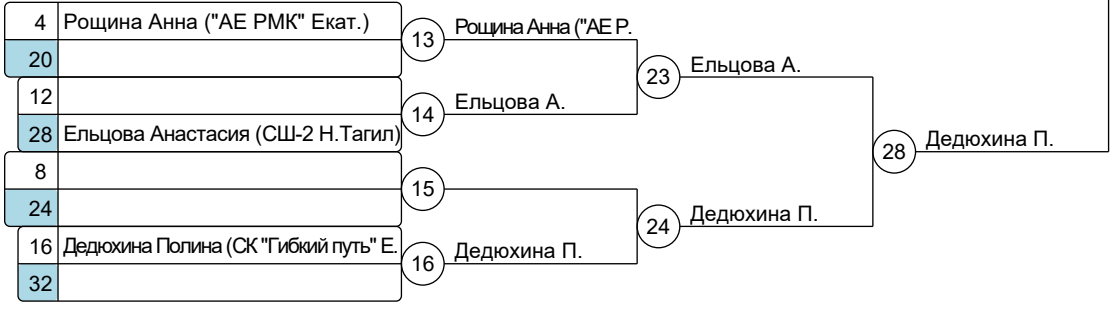 4 Рощина Анна ("АЕ РМК" Екат.)
20
13
Рощина Анна ("АЕ Р.
12
28 Ельцова Анастасия (СШ-2 Н.Тагил)
14
Ельцова А.
23
Ельцова А.
8
24
15
16 Дедюхина Полина (СК "Гибкий путь" Е.
32
16
Дедюхина П.
24
Дедюхина П.
28
Дедюхина П.